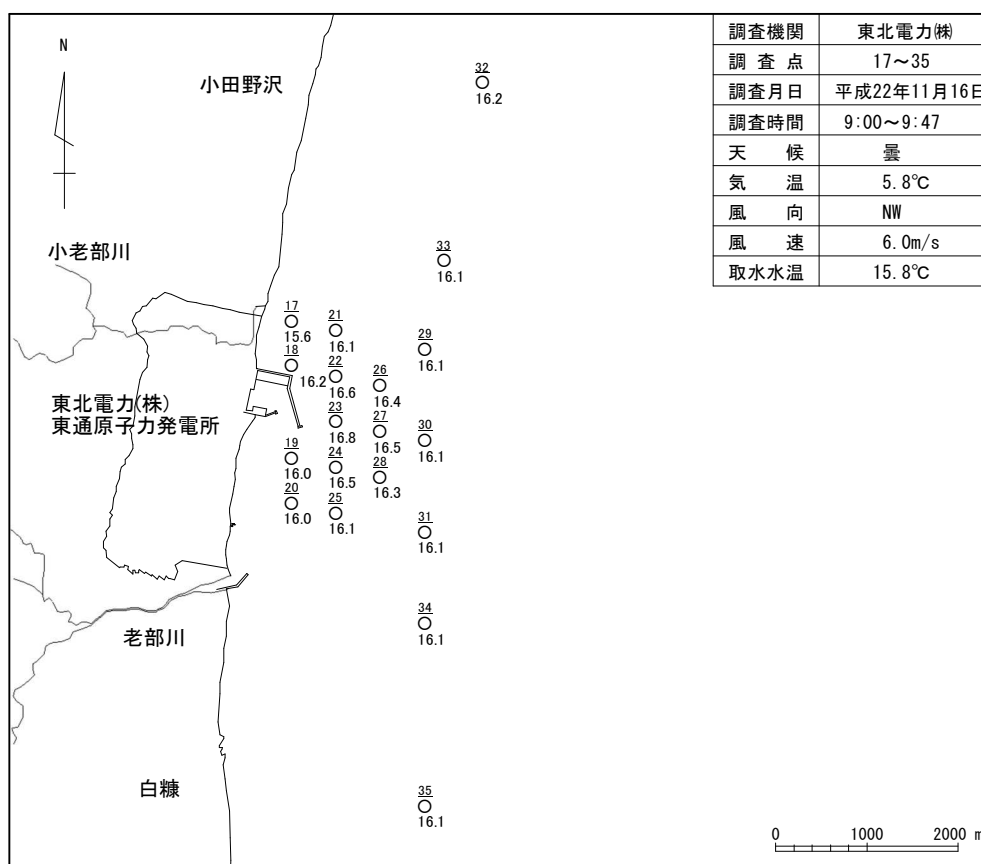 調査機関 東北電力㈱
調査点 17～35
調査月日 平成22年11月16日
調査時間 9:00～9:47
天候 曇
気温 5.8℃
風向 NW
風速 6.0m/s
取水水温 15.8℃
N
小田野沢
32
16.2
小老部川
33
16.1
17
15.6
21
16.1
18
16.2
29
16.1
22
16.6
26
16.4
東北電力(株)
東通原子力発電所
23
16.8
27
16.5
30
16.1
19
16.0
24
16.5
28
16.3
20
16.0
25
16.1
31
16.1
34
16.1
老部川
白糠
35
16.1
0 1000 2000 m